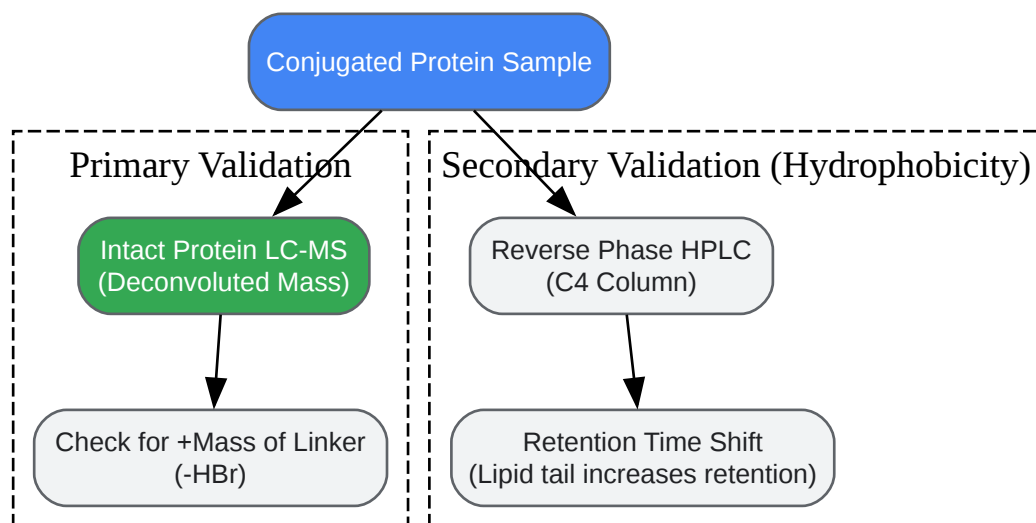 Conjugated Protein Sample
Primary Validation
Secondary Validation (Hydrophobicity)
Intact Protein LC-MS
(Deconvoluted Mass)
Reverse Phase HPLC
(C4 Column)
Check for +Mass of Linker
(-HBr)
Retention Time Shift
(Lipid tail increases retention)